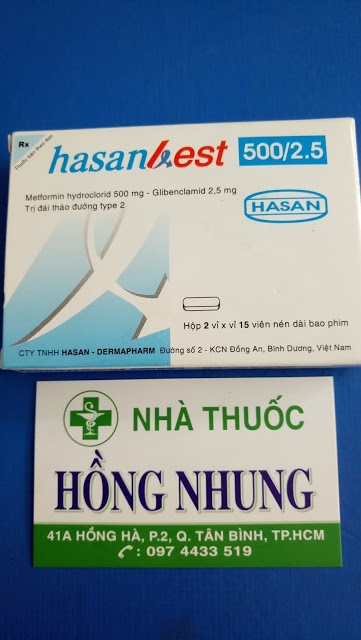 Rx
Thuốc bán theo đơn
hasanbest 500/2.5
Metformin hydroclorid 500 mg - Glibenclamid 2,5 mg
Trị đái tháo đường type 2
HASAN
Hộp 2 vỉ x vỉ 15 viên nén dài bao phim
CTY TNHH HASAN - DERMAPHARM Đường số 2 - KCN Đồng An, Bình Dương, Việt Nam
NHÀ THUỐC
HỒNG NHUNG
41A HỒNG HÀ, P.2, Q. TÂN BÌNH, TP.HCM
: 097 4433 519